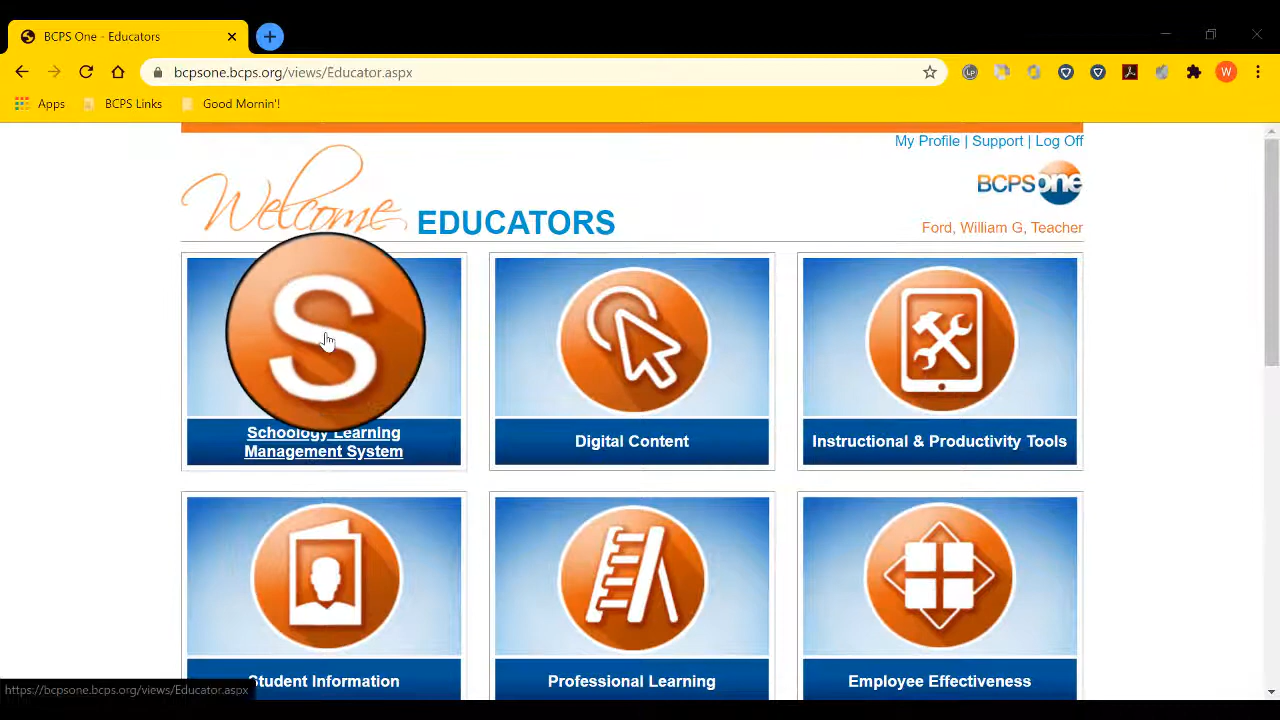 BCPS One - Educators
bcpsone.bcps.org/views/Educator.aspx
LP
W
Apps
BCPS Links
Good Mornin'!
My Profile | Support | Log Off
Welcome EDUCATORS
BCPSone
Ford, William G, Teacher
S
Schoology Learning
Management System
Digital Content
Instructional & Productivity Tools
Student Information
Professional Learning
Employee Effectiveness
https://bcpsone.bcps.org/views/Educator.aspx